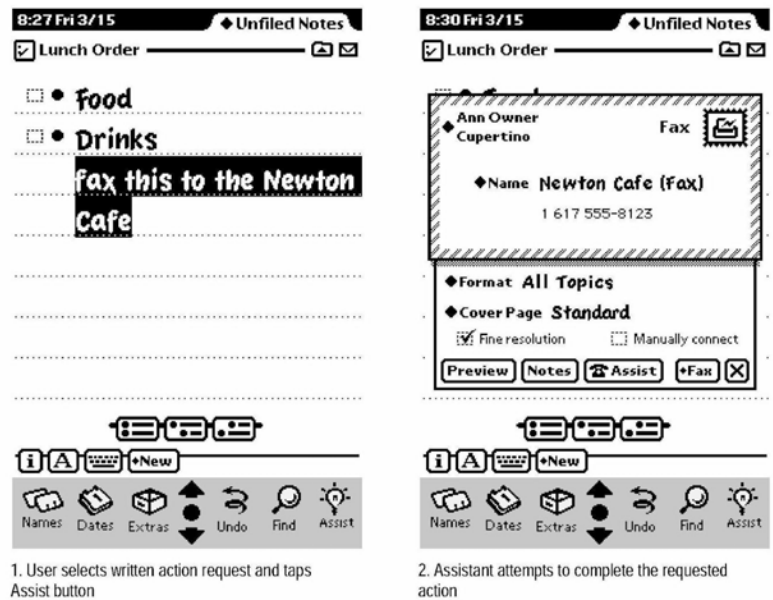 8:27 Fri 3/15
◆Unfiled Notes
Lunch Order
Food
Drinks
fax this to the Newton
Cafe
i A ◆New
Names Dates Extras Undo Find Assist
1. User selects written action request and taps
Assist button
8:30 Fri 3/15
◆Unfiled Notes
Lunch Order
◆Ann Owner
Cupertino
Fax
◆Name Newton Cafe (Fax)
1 617 555-8123
◆Format All Topics
◆Cover Page Standard
Fine resolution Manually connect
Preview Notes Assist ◆Fax X
i A ◆New
Names Dates Extras Undo Find Assist
2. Assistant attempts to complete the requested
action